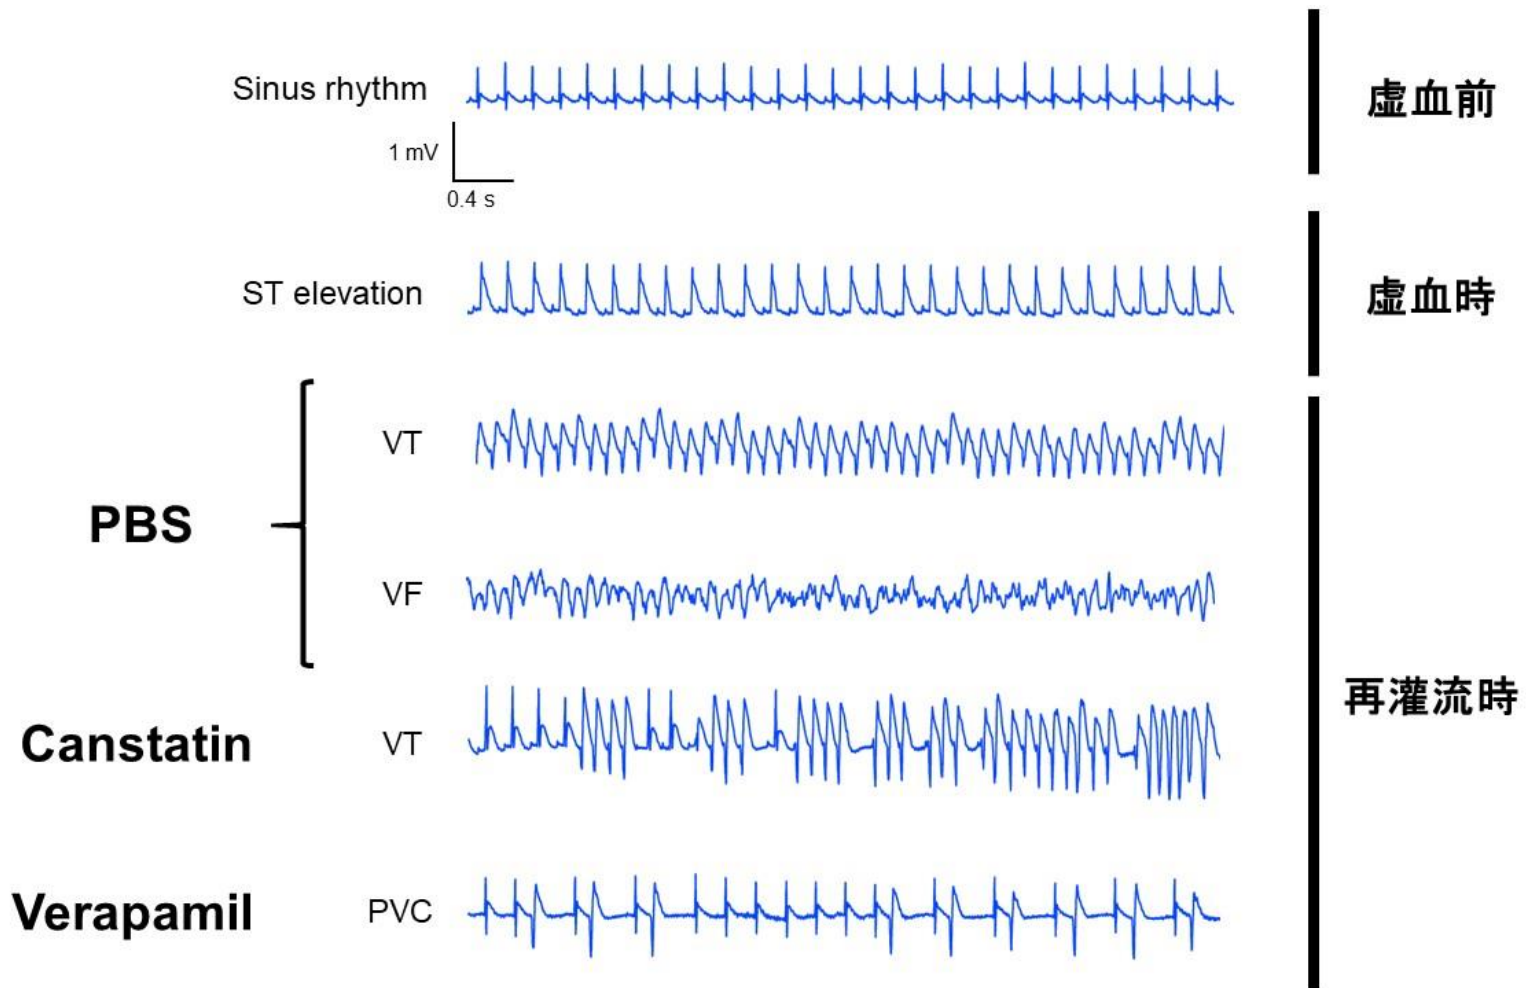 Sinus rhythm
虚血前
1 mV
0.4 s
ST elevation
虚血時
PBS
VT
VF
Canstatin
VT
再灌流時
Verapamil
PVC